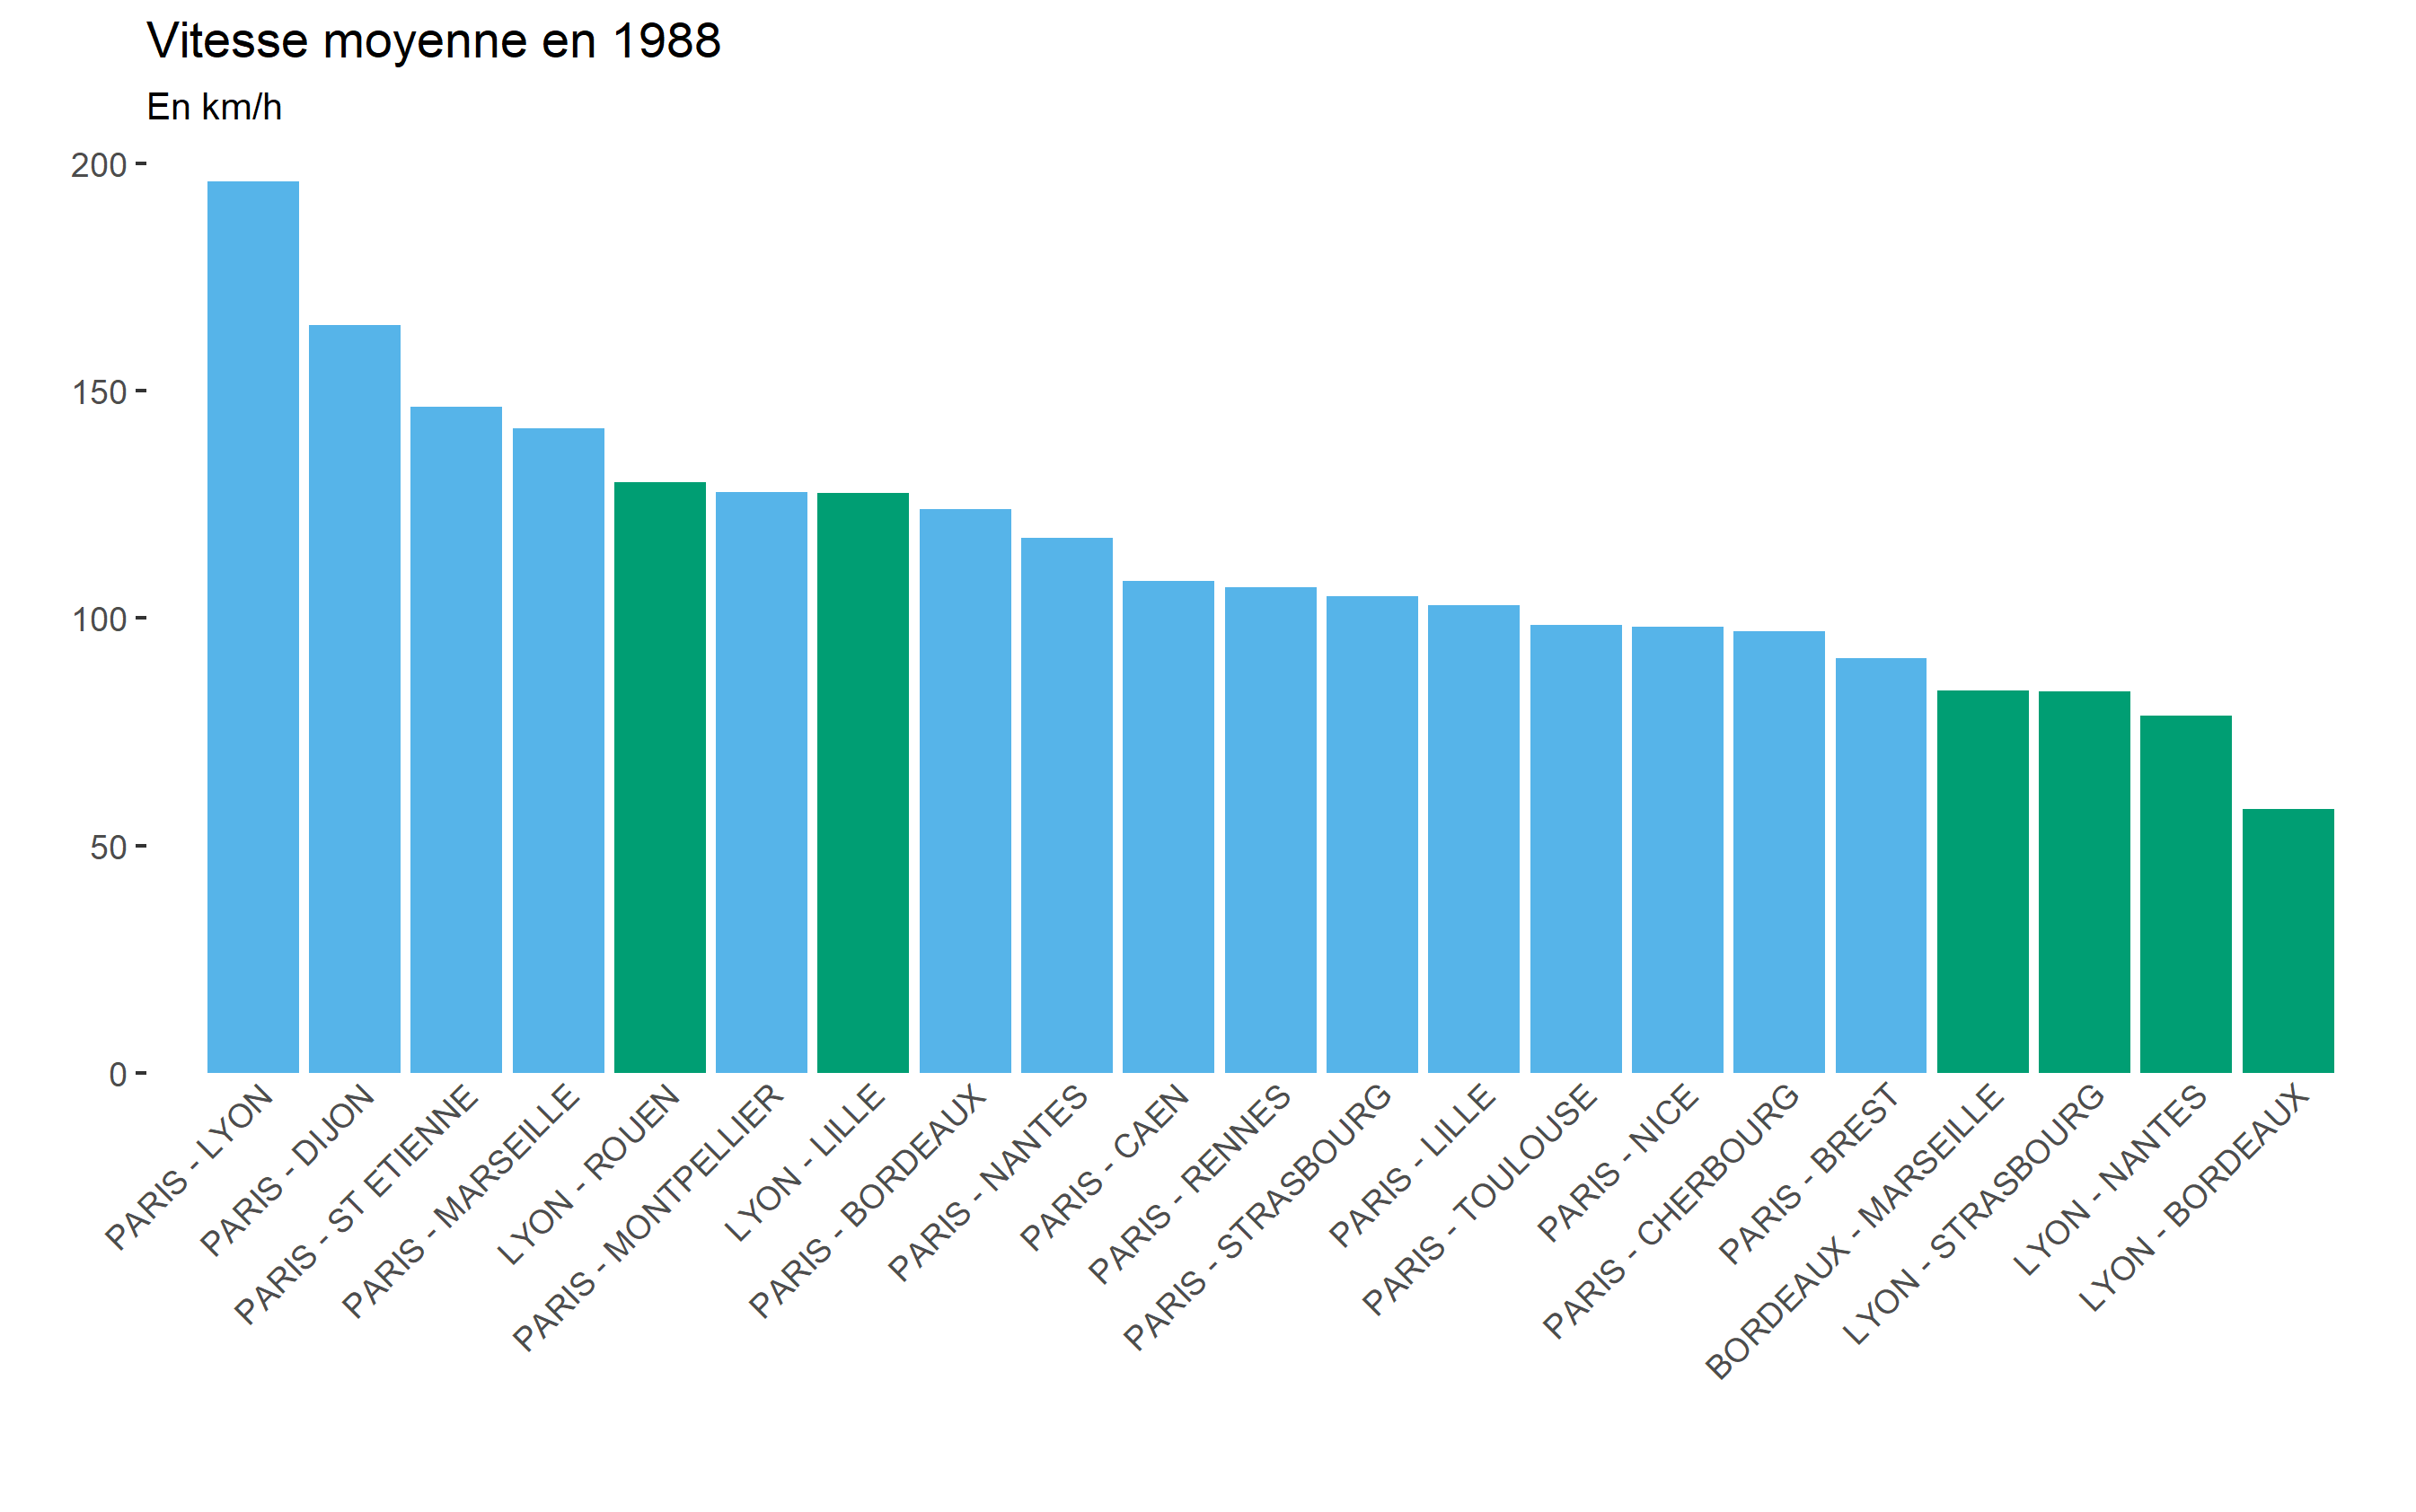 Vitesse moyenne en 1988
En km/h
200
150
100
50
0
PARIS - LYON
PARIS - DIJON
PARIS - ST ETIENNE
PARIS - MARSEILLE
LYON - ROUEN
PARIS - MONTPELLIER
LYON - LILLE
PARIS - BORDEAUX
PARIS - NANTES
PARIS - CAEN
PARIS - RENNES
PARIS - STRASBOURG
PARIS - LILLE
PARIS - TOULOUSE
PARIS - NICE
PARIS - CHERBOURG
PARIS - BREST
BORDEAUX - MARSEILLE
LYON - STRASBOURG
LYON - NANTES
LYON - BORDEAUX